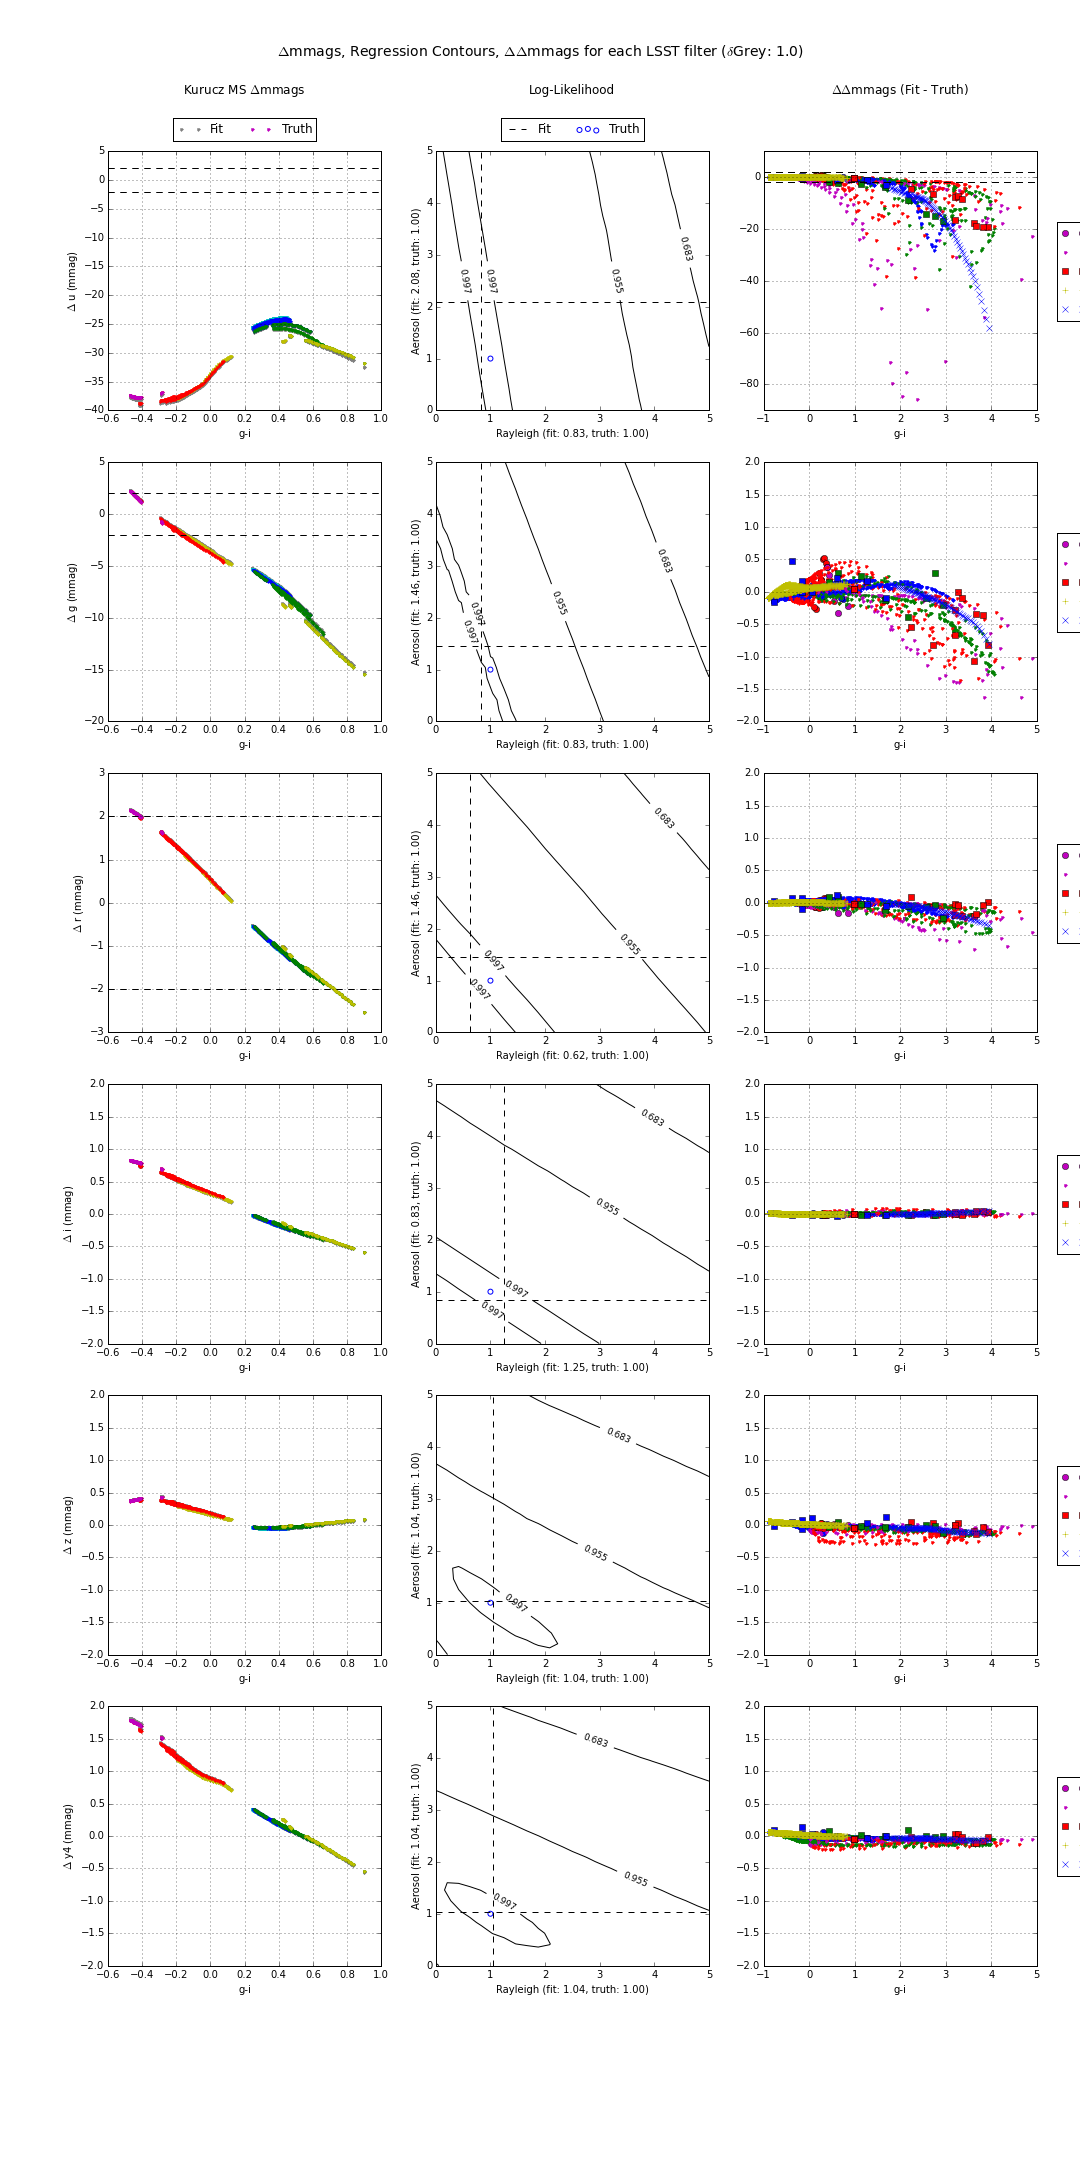 Δmmags, Regression Contours, ΔΔmmags for each LSST filter (δGrey: 1.0)
Kurucz MS Δmmags
Log-Likelihood
ΔΔmmags (Fit - Truth)
Fit Truth
Fit Truth
Δ u (mmag)
g-i
Aerosol (fit: 2.08, truth: 1.00)
Rayleigh (fit: 0.83, truth: 1.00)
0.997 0.997 0.955 0.683
g-i
Δ g (mmag)
g-i
Aerosol (fit: 1.46, truth: 1.00)
Rayleigh (fit: 0.83, truth: 1.00)
0.997 0.997 0.955 0.683
g-i
Δ r (mmag)
g-i
Aerosol (fit: 1.46, truth: 1.00)
Rayleigh (fit: 0.62, truth: 1.00)
0.997 0.997 0.955 0.683
g-i
Δ i (mmag)
g-i
Aerosol (fit: 0.83, truth: 1.00)
Rayleigh (fit: 1.25, truth: 1.00)
0.997 0.997 0.955 0.683
g-i
Δ z (mmag)
g-i
Aerosol (fit: 1.04, truth: 1.00)
Rayleigh (fit: 1.04, truth: 1.00)
0.997 0.955 0.683
g-i
Δ y4 (mmag)
g-i
Aerosol (fit: 1.04, truth: 1.00)
Rayleigh (fit: 1.04, truth: 1.00)
0.997 0.955 0.683
g-i